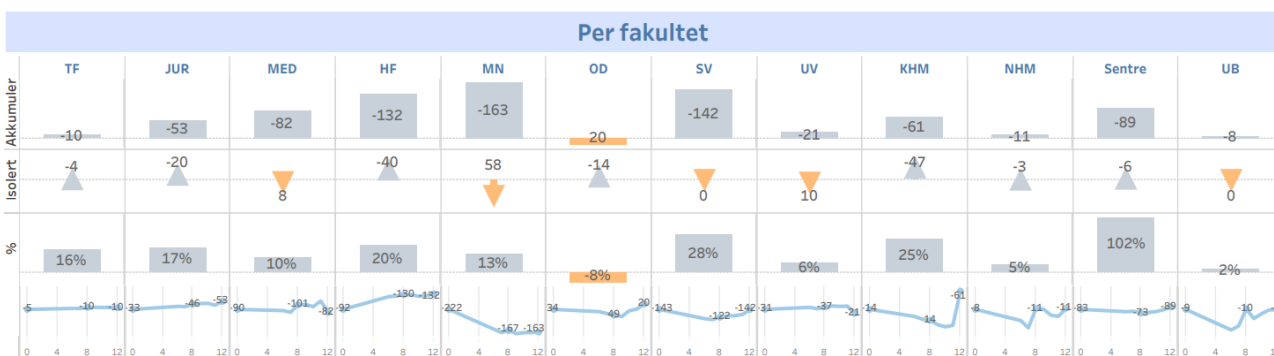 Per fakultet
TF JUR MED HF MN OD SV UV KHM NHM Sentre UB
Akkumuler
-10 -53 -82 -132 -163 20 -142 -21 -61 -11 -89 -8
Isolert
-4 -20 8 -40 58 -14 0 10 -47 -3 -6 0
%
16% 17% 10% 20% 13% -8% 28% 6% 25% 5% 102% 2%
-5 -10 -10 -33 -46 -53 -90 -101 -82 -92 -130 -132 -222 -167 -163 34 49 20 -143 -122 -142 -31 -37 -21 -14 14 -61 -8 -11 -11 -83 -73 -89 -9 -10
0 4 8 12 0 4 8 12 0 4 8 12 0 4 8 12 0 4 8 12 0 4 8 12 0 4 8 12 0 4 8 12 0 4 8 12 0 4 8 12 0 4 8 12 0 4 8